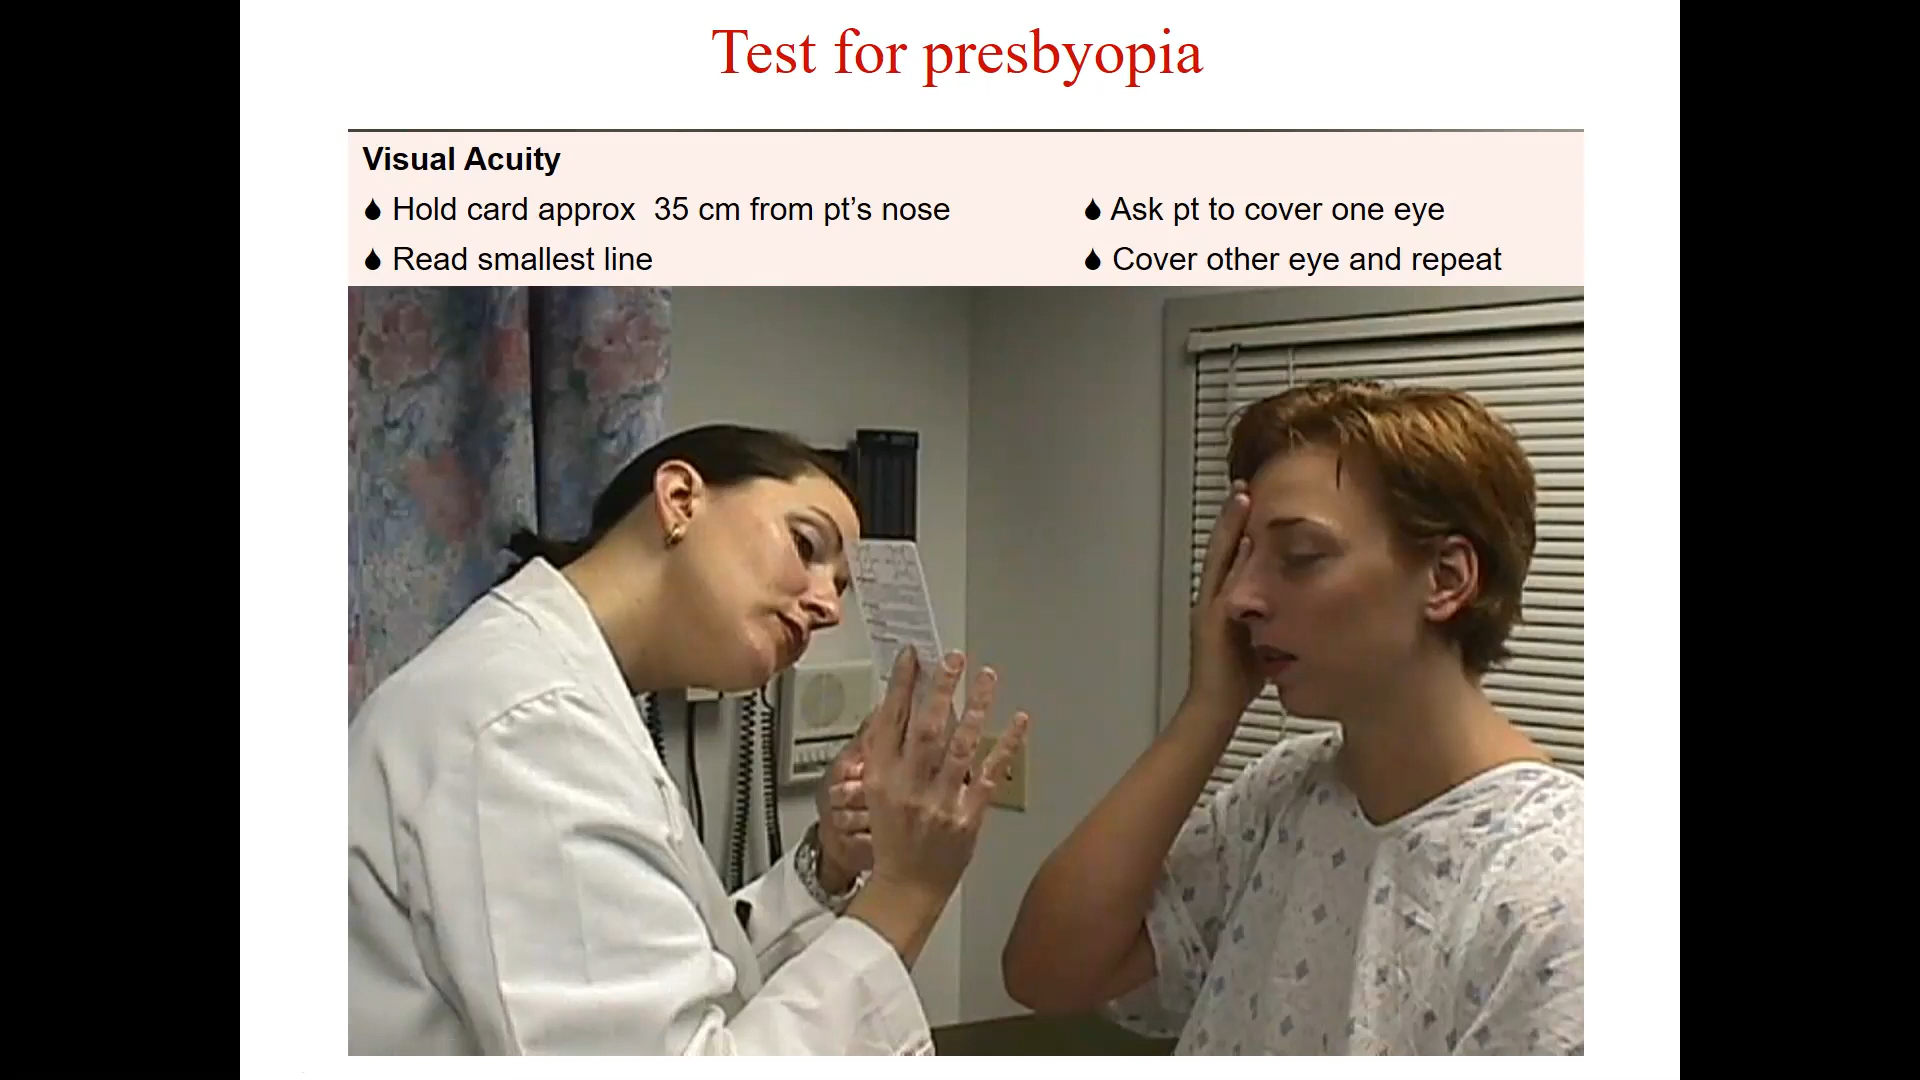 Test for presbyopia
Visual Acuity
Hold card approx 35 cm from pt’s nose
Ask pt to cover one eye
Read smallest line
Cover other eye and repeat